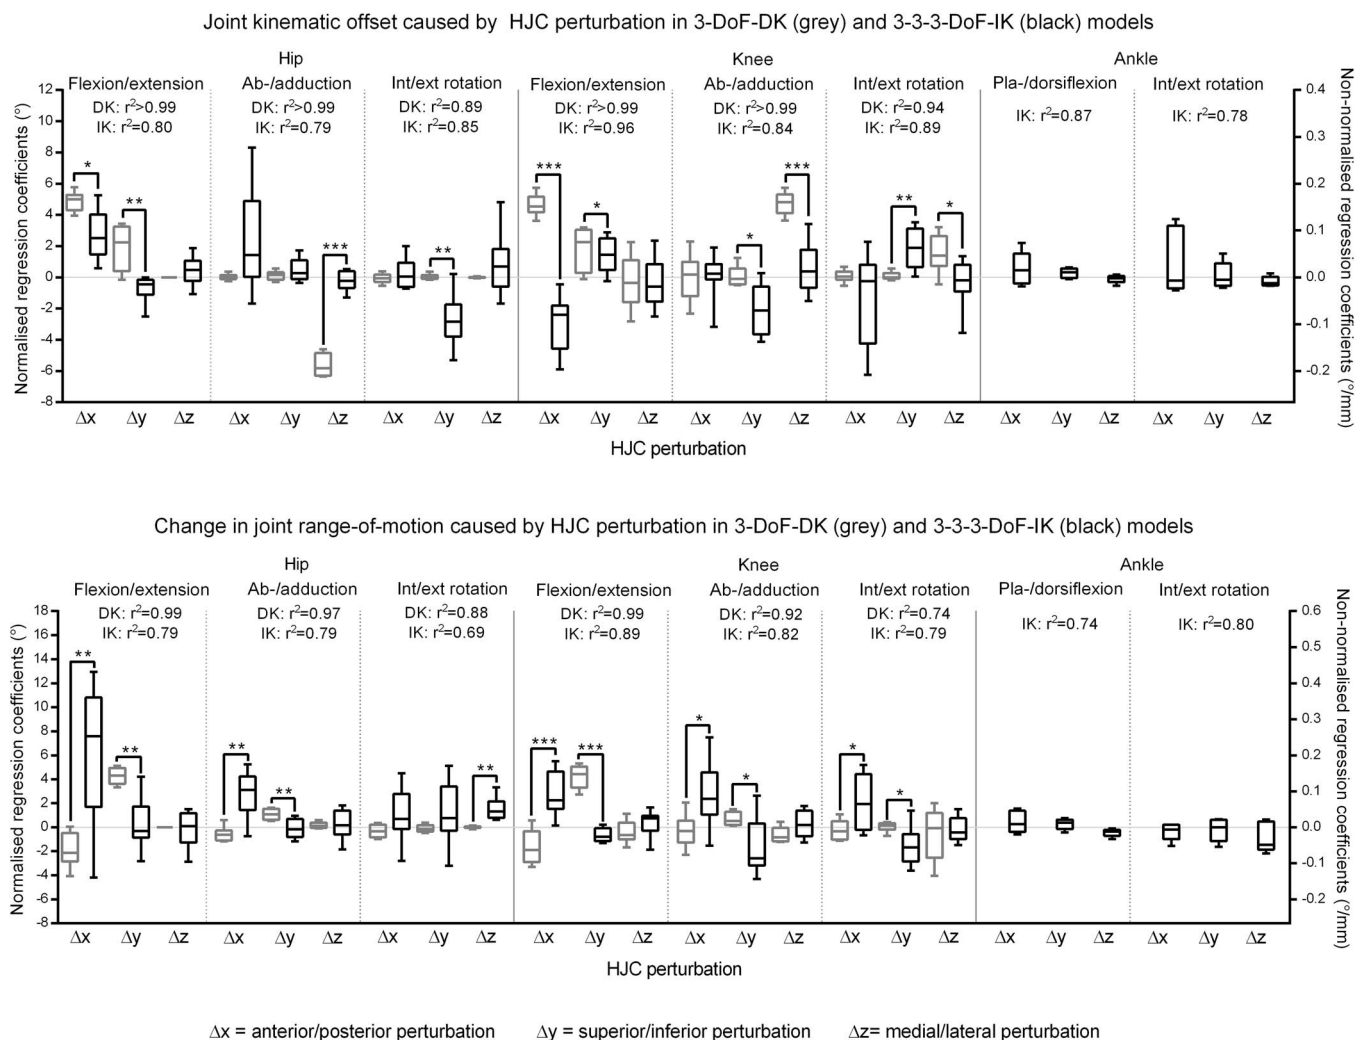 Joint kinematic offset caused by HJC perturbation in 3-DoF-DK (grey) and 3-3-3-DoF-IK (black) models
Hip Knee Ankle
Flexion/extension Ab-/adduction Int/ext rotation Flexion/extension Ab-/adduction Int/ext rotation Pla-/dorsiflexion Int/ext rotation
DK: r²>0.99 DK: r²>0.99 DK: r²=0.89 DK: r²>0.99 DK: r²>0.99 DK: r²=0.94
IK: r²=0.80 IK: r²=0.79 IK: r²=0.85 IK: r²=0.96 IK: r²=0.84 IK: r²=0.89 IK: r²=0.87 IK: r²=0.78
Normalised regression coefficients (°)
12
10
8
6
4
2
0
-2
-4
-6
-8
* ** *** ** *** * * *** ** *
0.4
0.3
0.2
0.1
0.0
-0.1
-0.2
Non-normalised regression coefficients (°/mm)
Δx Δy Δz Δx Δy Δz Δx Δy Δz Δx Δy Δz Δx Δy Δz Δx Δy Δz Δx Δy Δz Δx Δy Δz
HJC perturbation
Change in joint range-of-motion caused by HJC perturbation in 3-DoF-DK (grey) and 3-3-3-DoF-IK (black) models
Hip Knee Ankle
Flexion/extension Ab-/adduction Int/ext rotation Flexion/extension Ab-/adduction Int/ext rotation Pla-/dorsiflexion Int/ext rotation
DK: r²=0.99 DK: r²=0.97 DK: r²=0.88 DK: r²=0.99 DK: r²=0.92 DK: r²=0.74
IK: r²=0.79 IK: r²=0.79 IK: r²=0.69 IK: r²=0.89 IK: r²=0.82 IK: r²=0.79 IK: r²=0.74 IK: r²=0.80
Normalised regression coefficients (°)
18
16
14
12
10
8
6
4
2
0
-2
-4
-6
-8
** ** ** ** ** *** *** * * * *
0.6
0.5
0.4
0.3
0.2
0.1
0.0
-0.1
-0.2
Non-normalised regression coefficients (°/mm)
Δx Δy Δz Δx Δy Δz Δx Δy Δz Δx Δy Δz Δx Δy Δz Δx Δy Δz Δx Δy Δz Δx Δy Δz
HJC perturbation
Δx = anterior/posterior perturbation Δy = superior/inferior perturbation Δz= medial/lateral perturbation